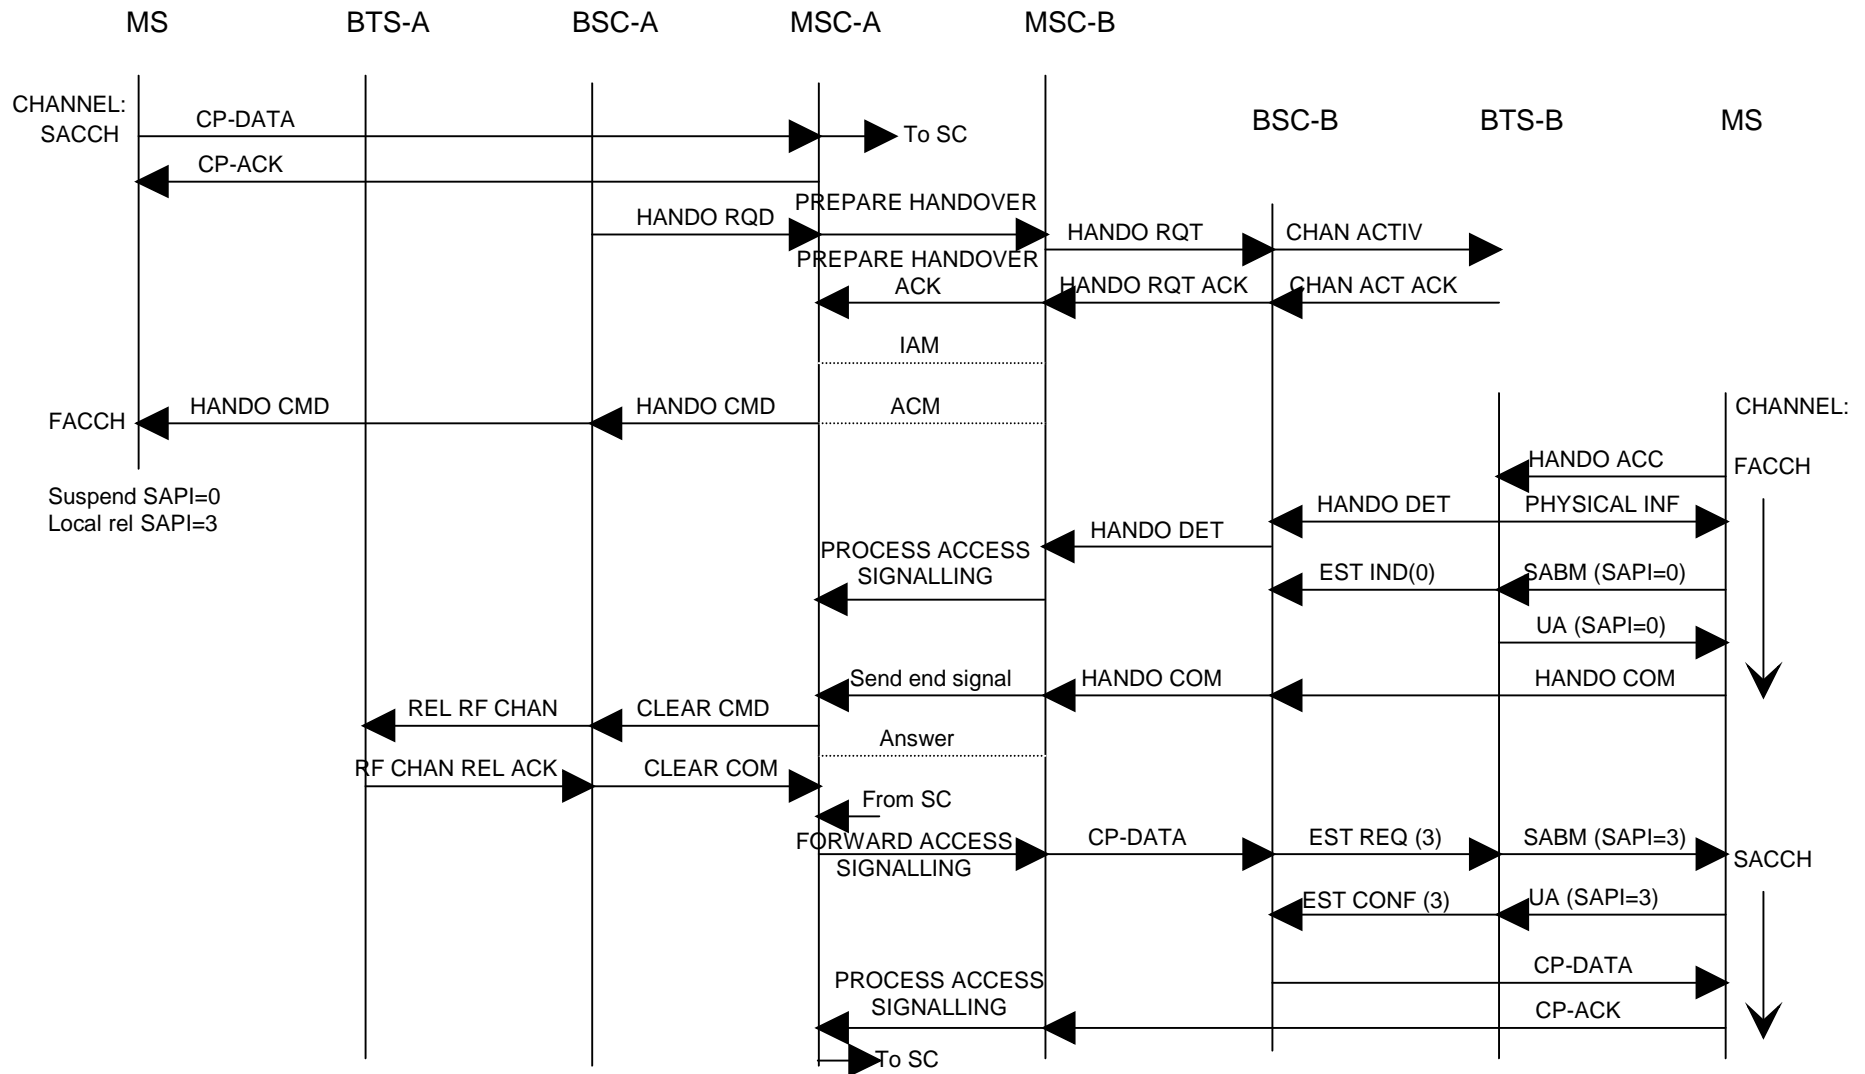 MS BTS-A BSC-A MSC-A MSC-B
CHANNEL:
SACCH CP-DATA To SC BSC-B BTS-B MS
CP-ACK
PREPARE HANDOVER
HANDO RQD HANDO RQT CHAN ACTIV
PREPARE HANDOVER
ACK HANDO RQT ACK CHAN ACT ACK
IAM
FACCH HANDO CMD HANDO CMD ACM CHANNEL:
HANDO ACC FACCH
Suspend SAPI=0
Local rel SAPI=3
HANDO DET PHYSICAL INF
HANDO DET
PROCESS ACCESS
SIGNALLING EST IND(0) SABM (SAPI=0)
UA (SAPI=0)
Send end signal HANDO COM HANDO COM
REL RF CHAN CLEAR CMD
Answer
RF CHAN REL ACK CLEAR COM
From SC
FORWARD ACCESS CP-DATA EST REQ (3) SABM (SAPI=3)
SIGNALLING SACCH
EST CONF (3) UA (SAPI=3)
CP-DATA
PROCESS ACCESS
SIGNALLING CP-ACK
To SC